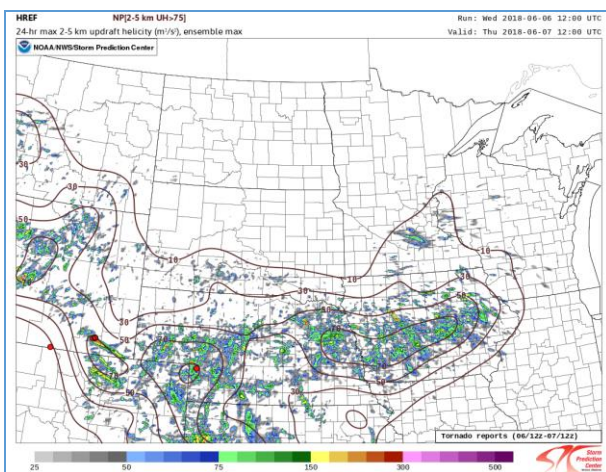 HREF NP[2-5 km UH>75] Run: Wed 2018-06-06 12:00 UTC
24-hr max 2-5 km updraft helicity (m²/s²), ensemble max Valid: Thu 2018-06-07 12:00 UTC
NOAA/NWS/Storm Prediction Center
30
30
50
10
10
10
10
30
50
30
30
50
70
70
50
50
Tornado reports (06/12z-07/12z)
25 50 75 150 300 500
Storm
Prediction
Center